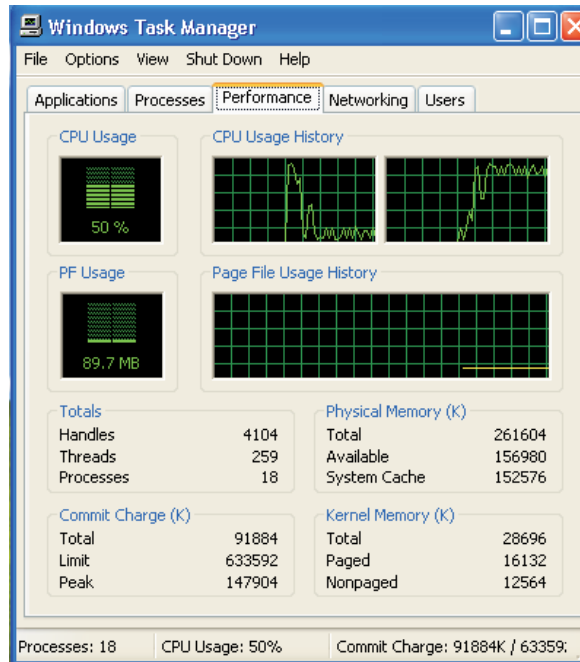 Windows Task Manager
File Options View Shut Down Help
Applications Processes Performance Networking Users
CPU Usage CPU Usage History
50 %
PF Usage Page File Usage History
89.7 MB
Totals
Handles 4104
Threads 259
Processes 18
Physical Memory (K)
Total 261604
Available 156980
System Cache 152576
Commit Charge (K)
Total 91884
Limit 633592
Peak 147904
Kernel Memory (K)
Total 28696
Paged 16132
Nonpaged 12564
Processes: 18 CPU Usage: 50% Commit Charge: 91884K / 63359